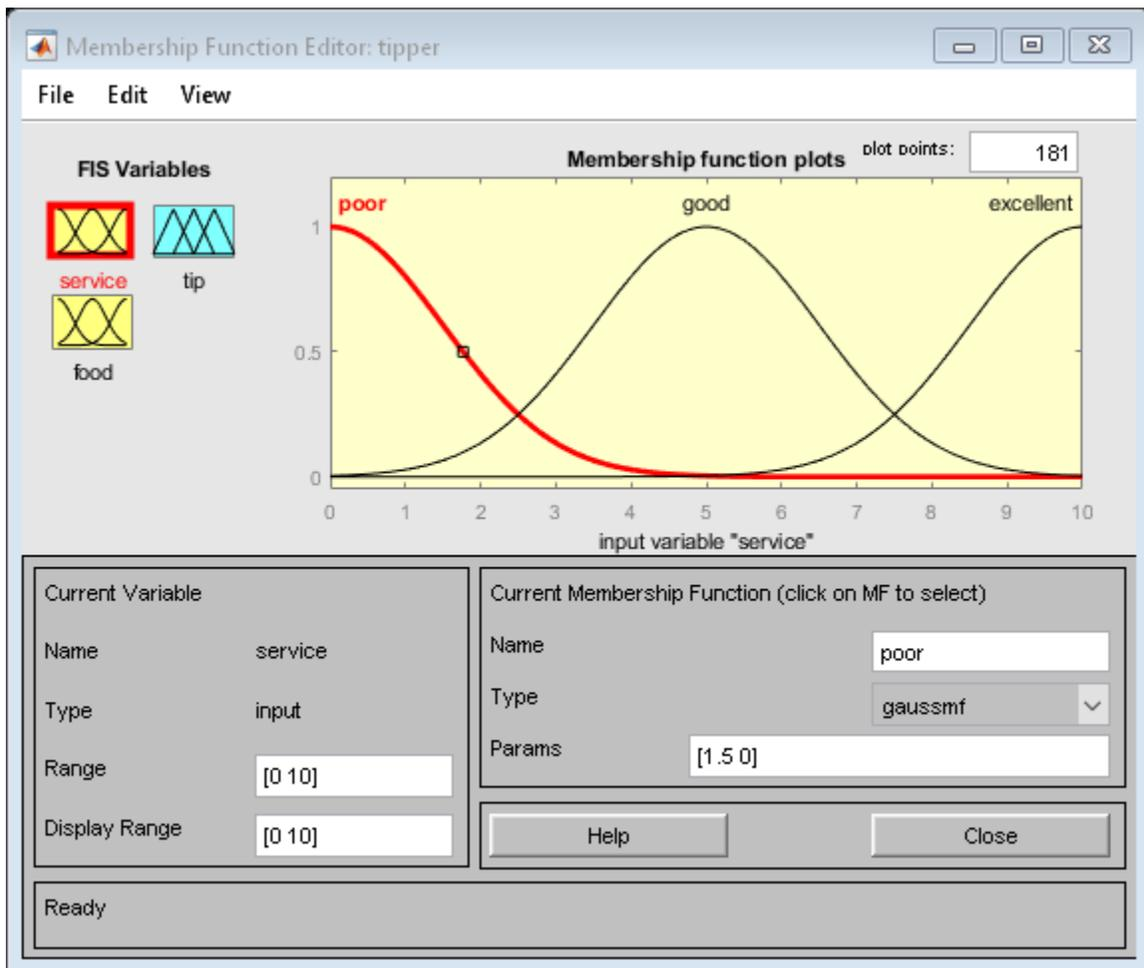 Membership Function Editor: tipper
File Edit View
FIS Variables
service
tip
food
Membership function plots
plot points:
181
poor
good
excellent
1
0.5
0
0 1 2 3 4 5 6 7 8 9 10
input variable "service"
Current Variable
Name service
Type input
Range [0 10]
Display Range [0 10]
Current Membership Function (click on MF to select)
Name poor
Type gaussmf
Params [1.5 0]
Help
Close
Ready